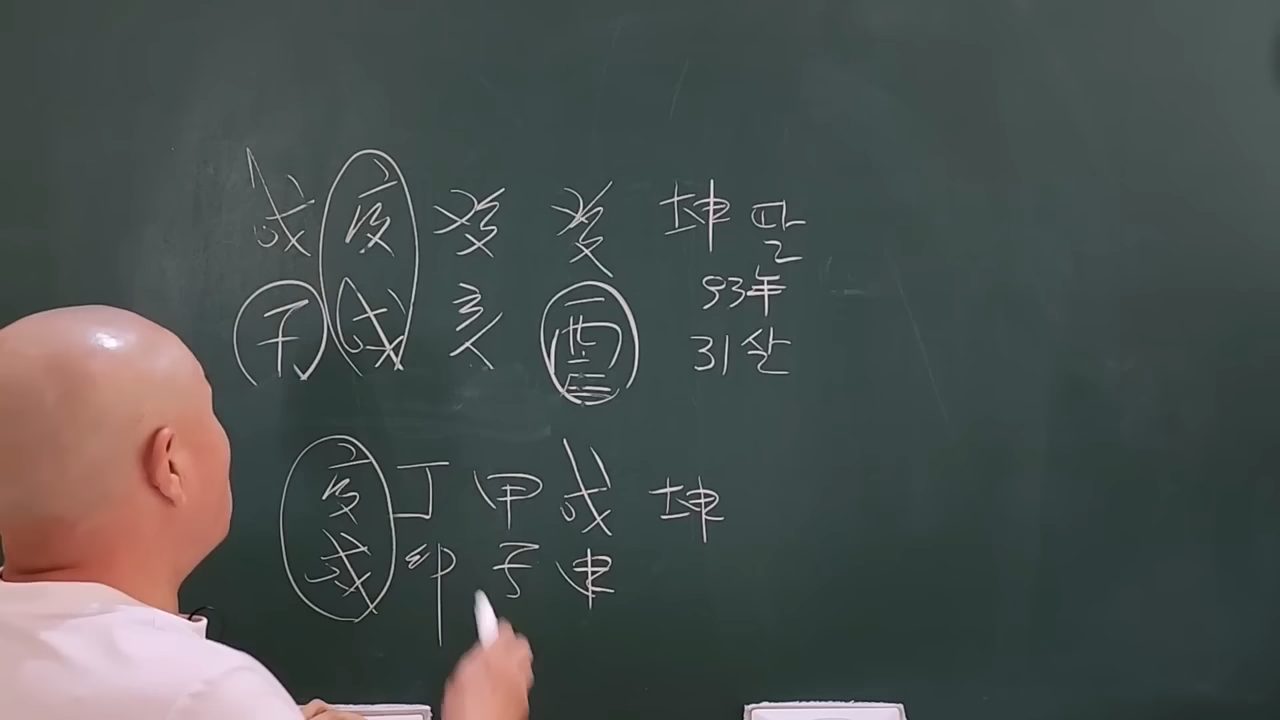 戊 庚 癸 癸 坤 딸
子 戌 亥 酉 93年
31살
庚 丁 甲 戊 坤
戌 卯 子 申